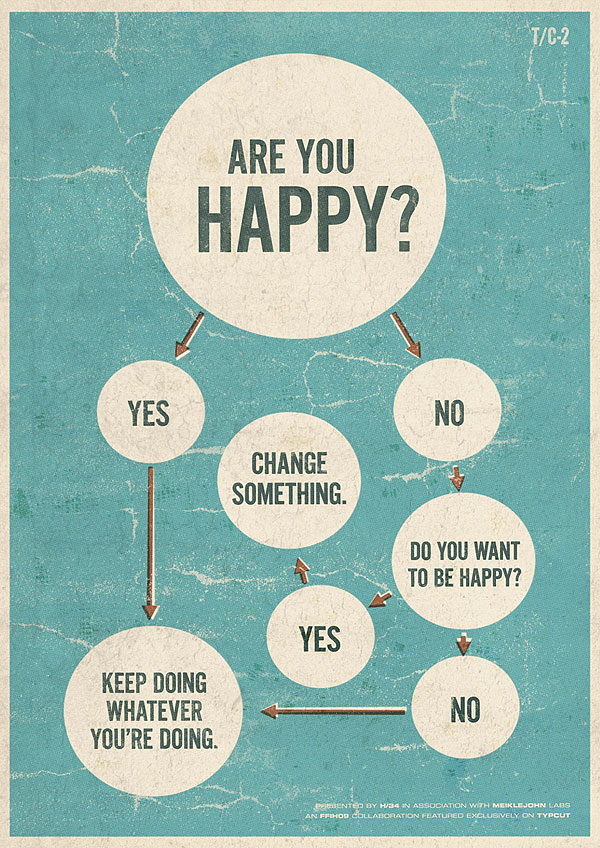 T/C-2
ARE YOU
HAPPY?
YES
NO
CHANGE
SOMETHING.
DO YOU WANT
TO BE HAPPY?
YES
KEEP DOING
WHATEVER
YOU'RE DOING.
NO
PRESENTED BY H/34 IN ASSOCIATION WITH MEIKLEJOHN LABS
AN FFIH09 COLLABORATION FEATURED EXCLUSIVELY ON TYPCUT